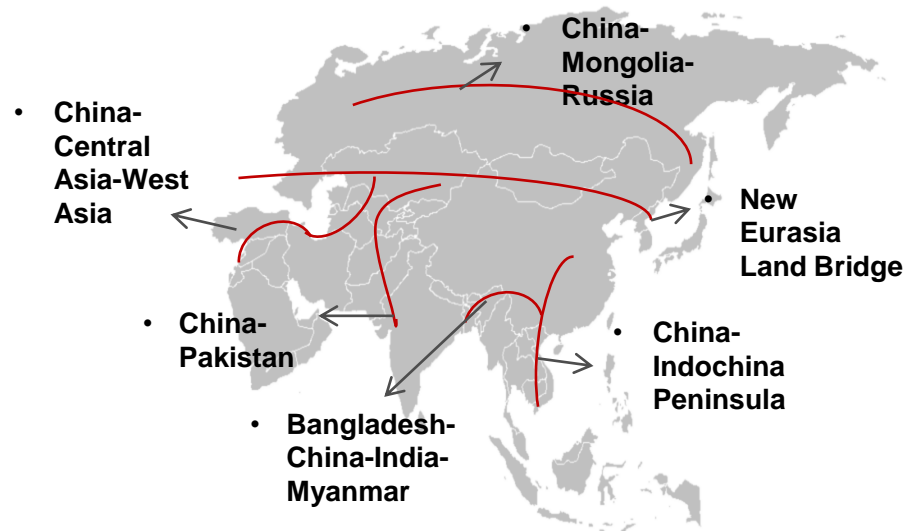 • China-
Mongolia-
Russia
• China-
Central
Asia-West
Asia
• New
Eurasia
Land Bridge
• China-
Pakistan
• China-
Indochina
Peninsula
• Bangladesh-
China-India-
Myanmar